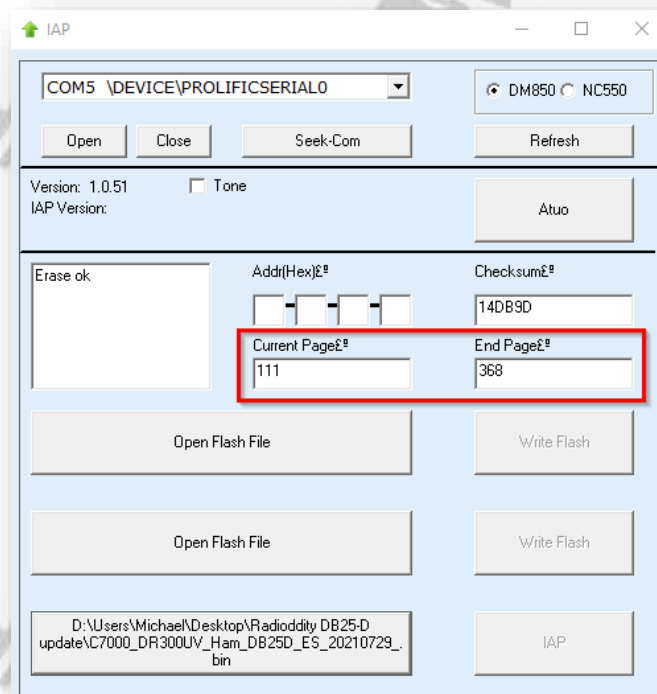 IAP
COM5 \DEVICE\PROLIFICSERIAL0
DM850 NC550
Open Close Seek-Com Refresh
Version: 1.0.51 Tone
IAP Version:
Atuo
Erase ok
Addr(Hex)£º Checksum£º
14DB9D
Current Page£º End Page£º
111 368
Open Flash File Write Flash
Open Flash File Write Flash
D:\Users\Michael\Desktop\Radioddity DB25-D
update\C7000_DR300UV_Ham_DB25D_ES_20210729_.
bin
IAP